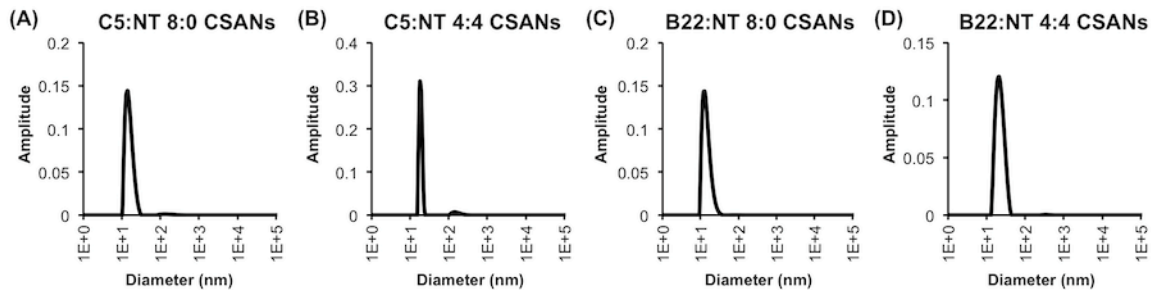 (A) C5:NT 8:0 CSANs
0.2
0.15
0.1
0.05
0
Amplitude
1E+0
1E+1
1E+2
1E+3
1E+4
1E+5
Diameter (nm)
(B) C5:NT 4:4 CSANs
0.4
0.3
0.2
0.1
0
Amplitude
1E+0
1E+1
1E+2
1E+3
1E+4
1E+5
Diameter (nm)
(C) B22:NT 8:0 CSANs
0.2
0.15
0.1
0.05
0
Amplitude
1E+0
1E+1
1E+2
1E+3
1E+4
1E+5
Diameter (nm)
(D) B22:NT 4:4 CSANs
0.15
0.1
0.05
0
Amplitude
1E+0
1E+1
1E+2
1E+3
1E+4
1E+5
Diameter (nm)